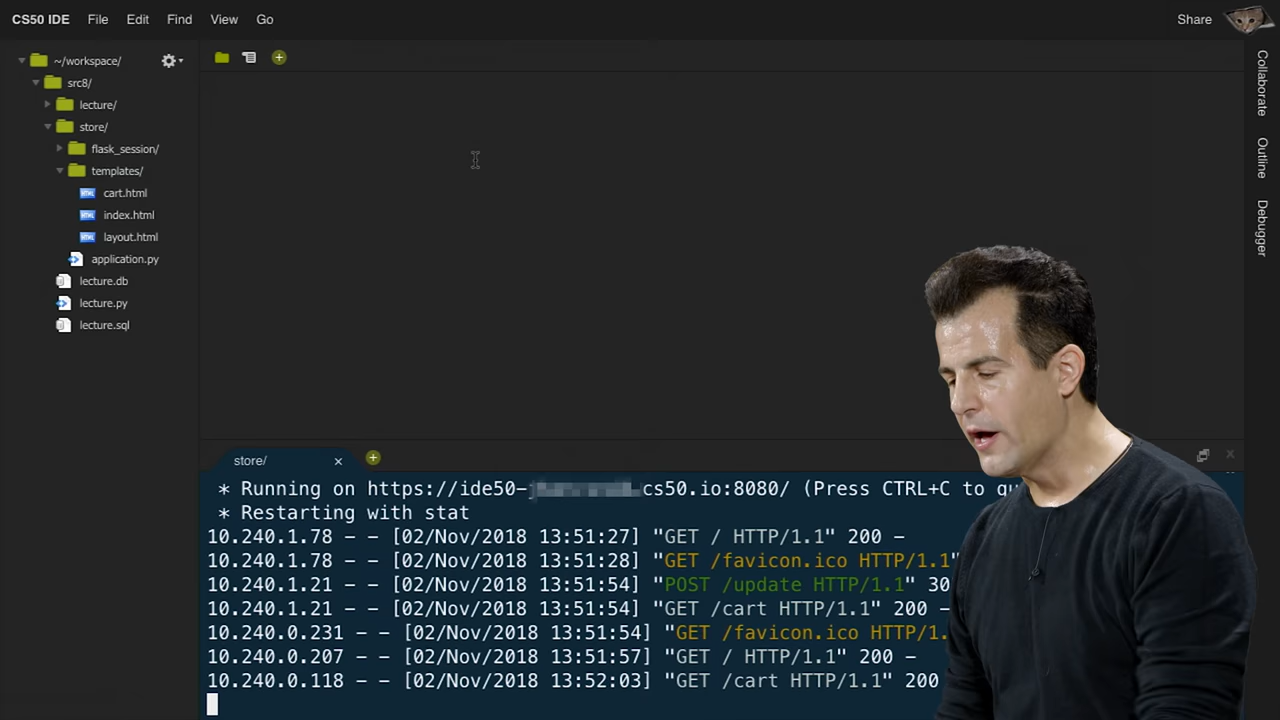 CS50 IDE File Edit Find View Go Share
~/workspace/
src8/
lecture/
store/
flask_session/
templates/
cart.html
index.html
layout.html
application.py
lecture.db
lecture.py
lecture.sql
Collaborate
Outline
Debugger
store/
* Running on https://ide50- cs50.io:8080/ (Press CTRL+C to
* Restarting with stat
10.240.1.78 - - [02/Nov/2018 13:51:27] "GET / HTTP/1.1" 200 -
10.240.1.78 - - [02/Nov/2018 13:51:28] "GET /favicon.ico HTTP/1.1"
10.240.1.21 - - [02/Nov/2018 13:51:54] "POST /update HTTP/1.1" 30
10.240.1.21 - - [02/Nov/2018 13:51:54] "GET /cart HTTP/1.1" 200 -
10.240.0.231 - - [02/Nov/2018 13:51:54] "GET /favicon.ico HTTP/1.
10.240.0.207 - - [02/Nov/2018 13:51:57] "GET / HTTP/1.1" 200 -
10.240.0.118 - - [02/Nov/2018 13:52:03] "GET /cart HTTP/1.1" 200